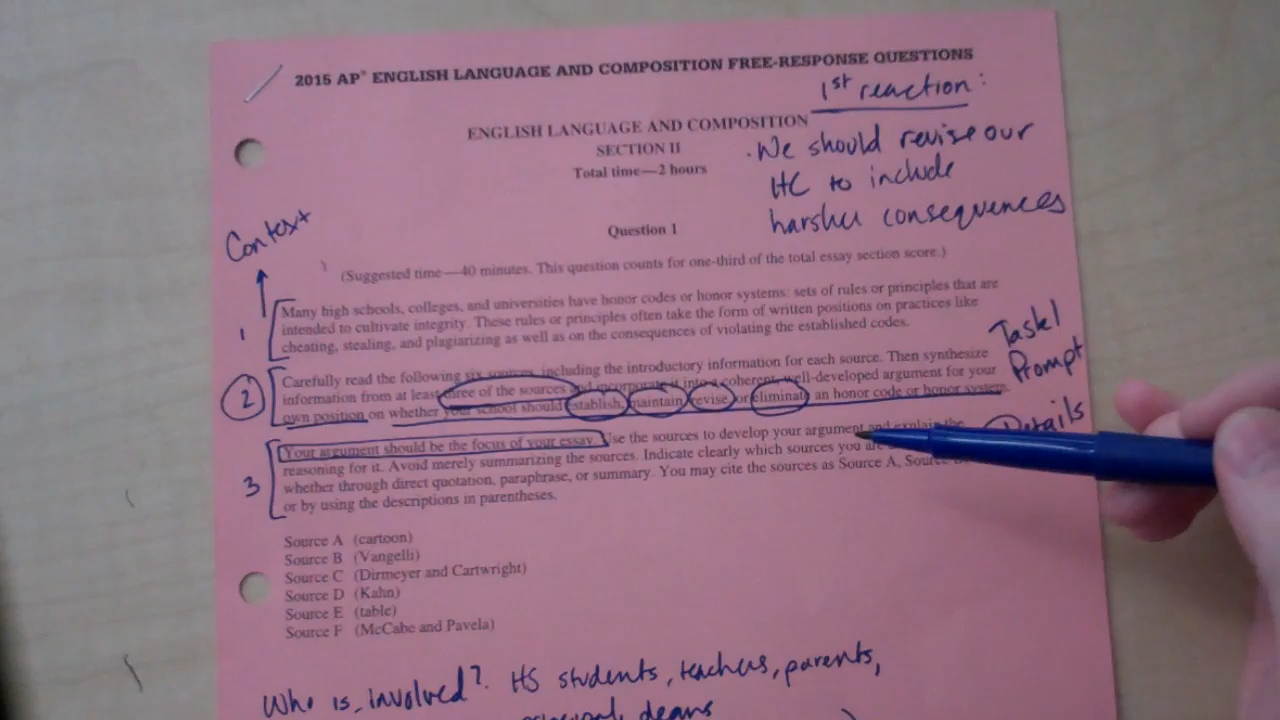 2015 AP® ENGLISH LANGUAGE AND COMPOSITION FREE-RESPONSE QUESTIONS
1st reaction:
ENGLISH LANGUAGE AND COMPOSITION
SECTION II
Total time—2 hours
. We should revise our
HC to include
harsher consequences
Question 1
Context
(Suggested time—40 minutes. This question counts for one-third of the total essay section score.)
1
Many high schools, colleges, and universities have honor codes or honor systems: sets of rules or principles that are
intended to cultivate integrity. These rules or principles often take the form of written positions on practices like
cheating, stealing, and plagiarizing as well as on the consequences of violating the established codes.
Task/
Prompt
2
Carefully read the following six sources, including the introductory information for each source. Then synthesize
information from at least three of the sources and incorporate it into a coherent, well-developed argument for your
own position on whether your school should establish, maintain, revise, or eliminate an honor code or honor system.
Details
3
Your argument should be the focus of your essay. Use the sources to develop your argument and explain the
reasoning for it. Avoid merely summarizing the sources. Indicate clearly which sources you are
whether through direct quotation, paraphrase, or summary. You may cite the sources as Source A, Source
or by using the descriptions in parentheses.
Source A (cartoon)
Source B (Vangelli)
Source C (Dirmeyer and Cartwright)
Source D (Kahn)
Source E (table)
Source F (McCabe and Pavela)
Who is involved? HS students, teachers, parents,
principal, deans